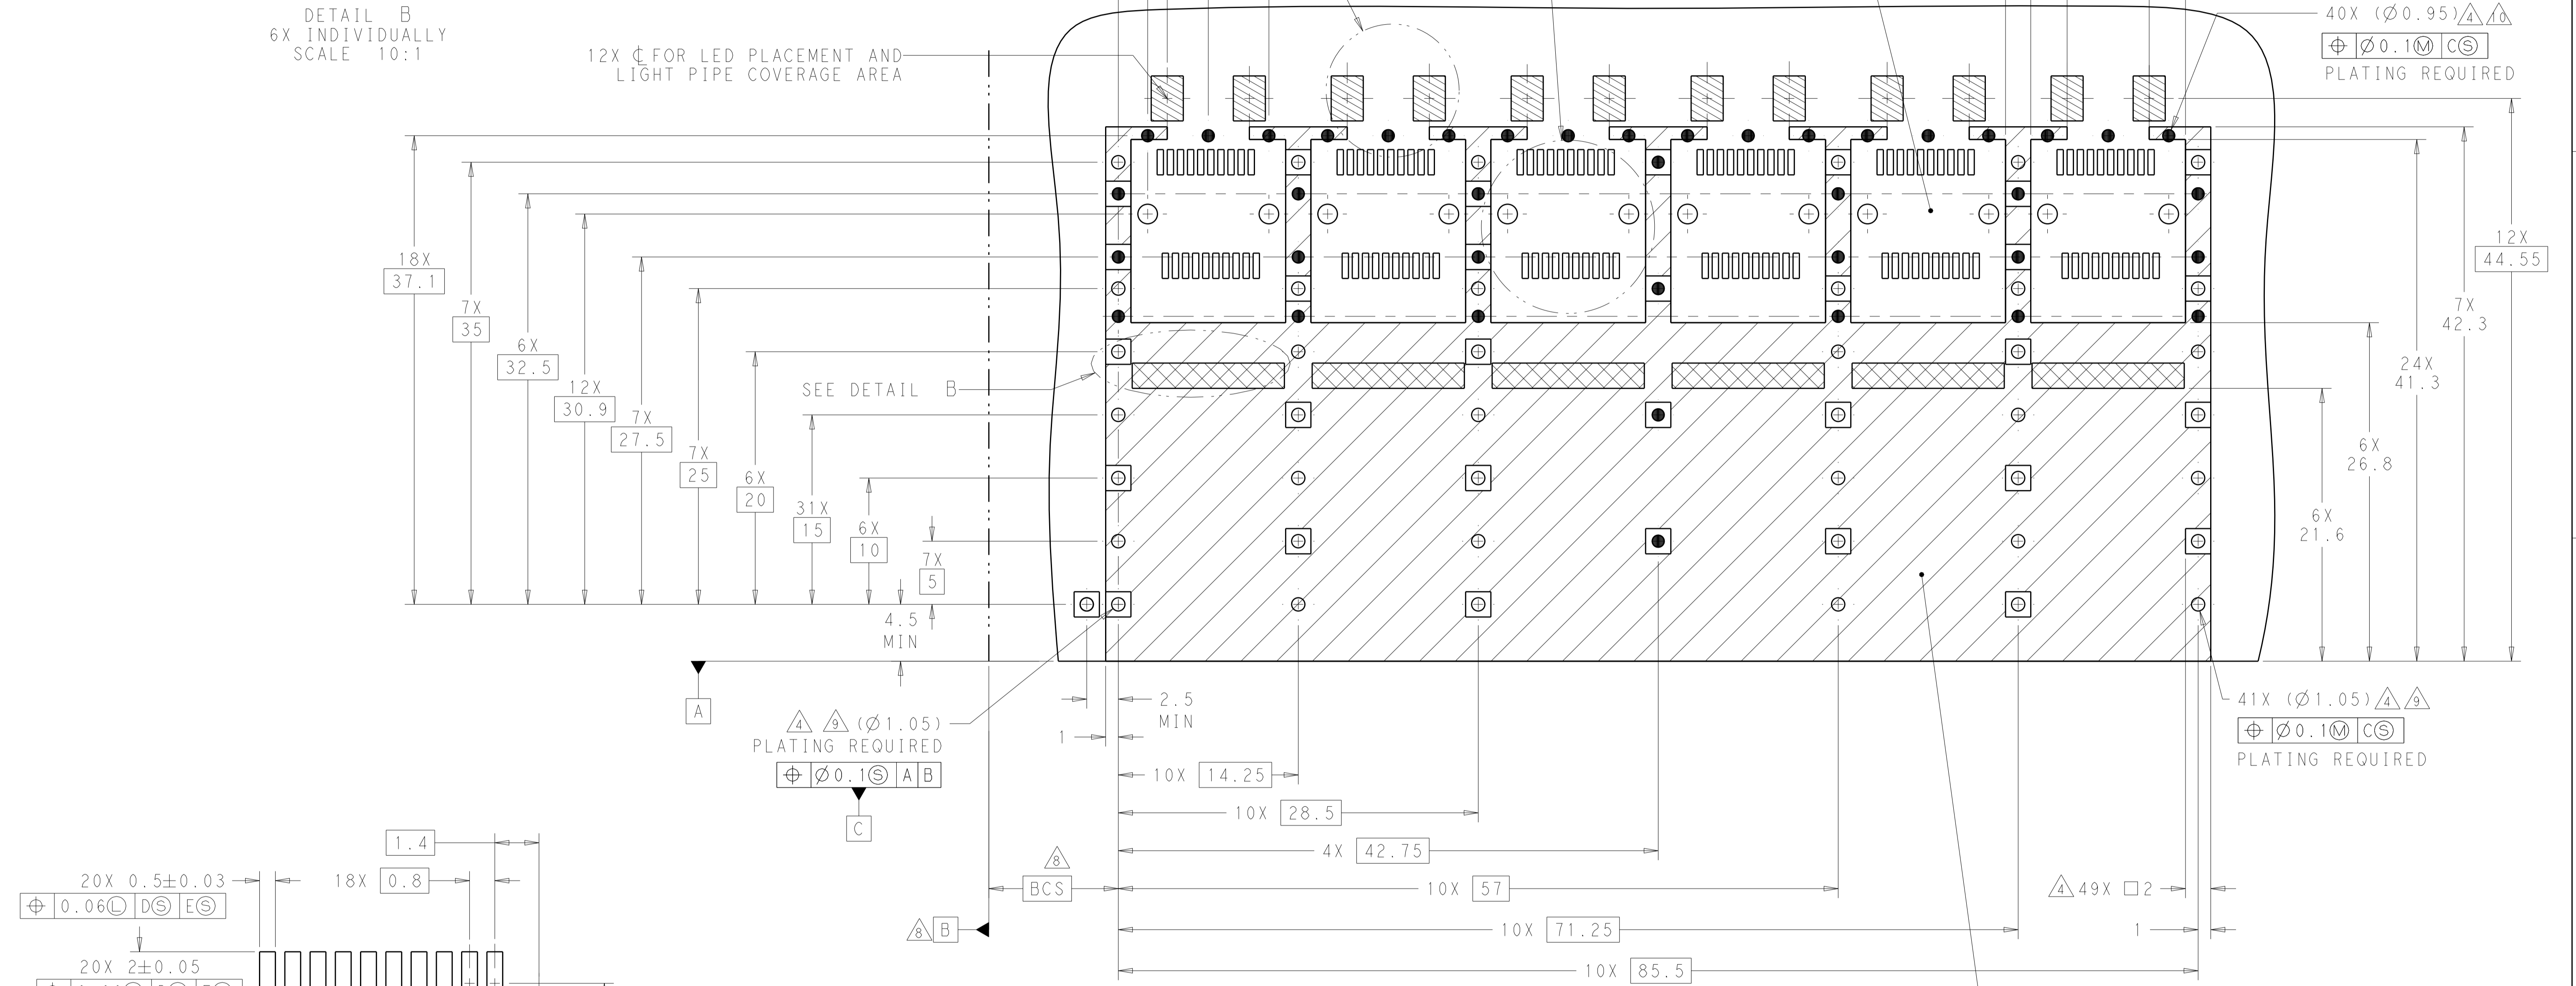 DETAIL B
6X INDIVIDUALLY
SCALE 10:1
12X ℄ FOR LED PLACEMENT AND
LIGHT PIPE COVERAGE AREA
40X (Ø0.95) 4 10
⌖ Ø0.1Ⓜ CⓈ
PLATING REQUIRED
18X
37.1
7X
35
6X
32.5
12X
30.9
7X
27.5
7X
25
6X
20
31X
15
6X
10
7X
5
4.5
MIN
SEE DETAIL B
12X
44.55
7X
42.3
24X
41.3
6X
26.8
6X
21.6
A
4 9 (Ø1.05)
PLATING REQUIRED
⌖ Ø0.1Ⓢ A B
C
2.5
MIN
1
10X 14.25
10X 28.5
4X 42.75
8
BCS
10X 57
8 B
10X 71.25
10X 85.5
41X (Ø1.05) 4 9
⌖ Ø0.1Ⓜ CⓈ
PLATING REQUIRED
4 49X □2
1
1.4
20X 0.5±0.03
18X 0.8
⌖ 0.06Ⓛ DⓈ EⓈ
20X 2±0.05